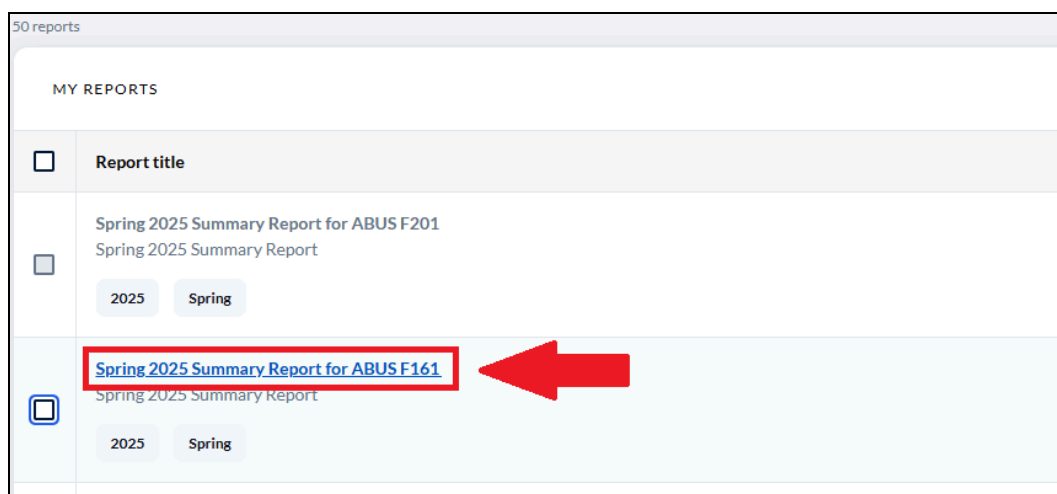 50 reports
MY REPORTS
Report title
Spring 2025 Summary Report for ABUS F201
Spring 2025 Summary Report
2025 Spring
Spring 2025 Summary Report for ABUS F161
Spring 2025 Summary Report
2025 Spring